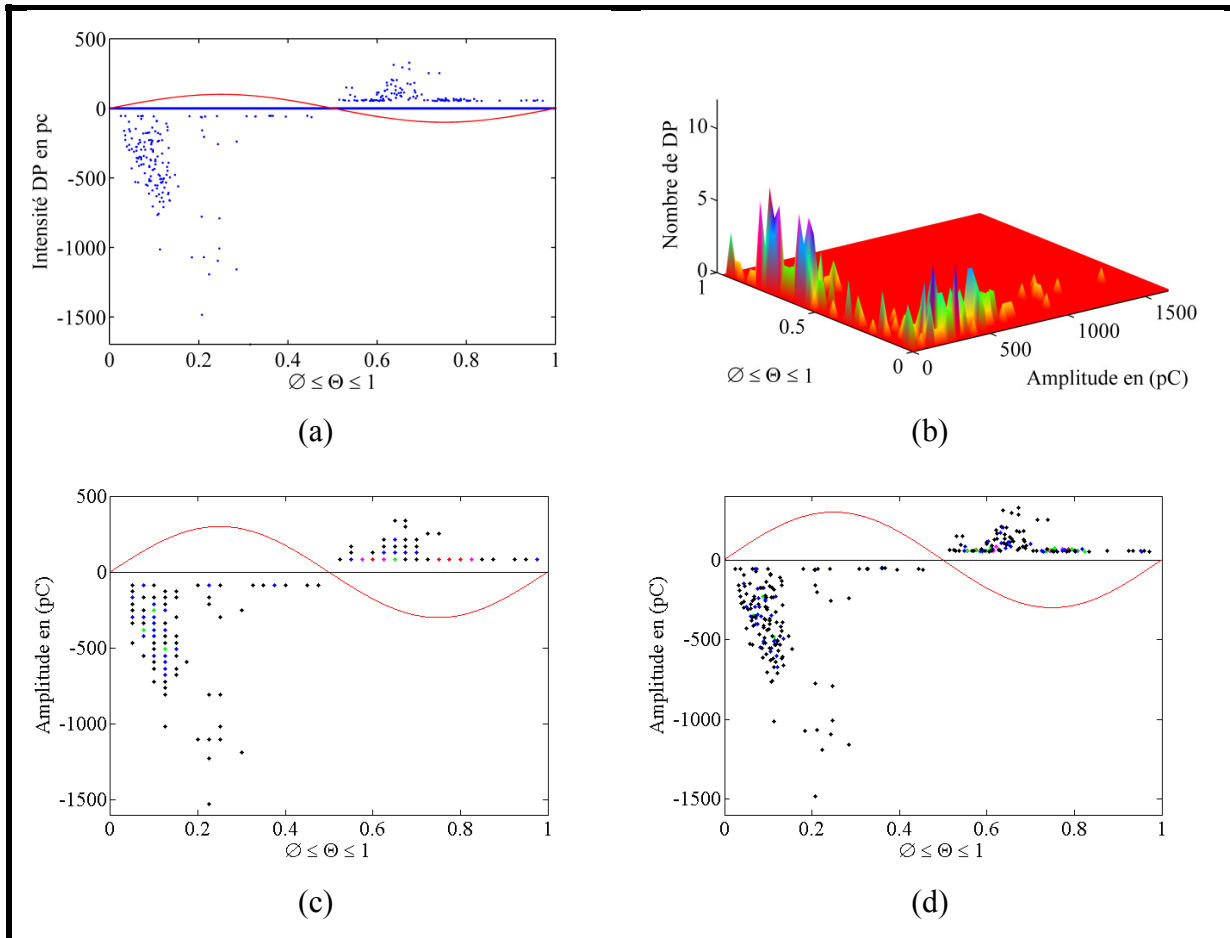 500
0
-500
-1000
-1500
0 0.2 0.4 0.6 0.8 1
Intensité DP en pc
∅ ≤ Θ ≤ 1
(a)
10
5
0
1
0.5
0
0
500
1000
1500
Nombre de DP
∅ ≤ Θ ≤ 1
Amplitude en (pC)
(b)
500
0
-500
-1000
-1500
0 0.2 0.4 0.6 0.8 1
Amplitude en (pC)
∅ ≤ Θ ≤ 1
(c)
0
-500
-1000
-1500
0 0.2 0.4 0.6 0.8 1
Amplitude en (pC)
∅ ≤ Θ ≤ 1
(d)